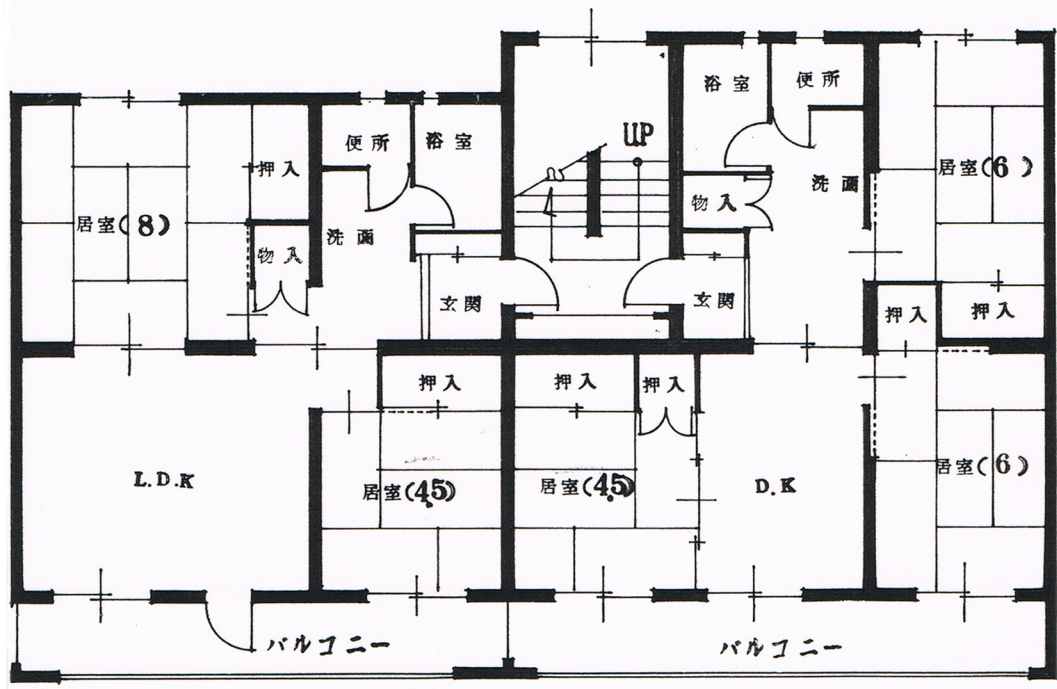 浴室
便所
UP
便所
浴室
押入
居室(6)
洗面
物入
居室(8)
洗面
物入
玄関
玄関
押入
押入
押入
押入
押入
L.D.K
居室(4.5)
居室(4.5)
D.K
居室(6)
バルコニー
バルコニー